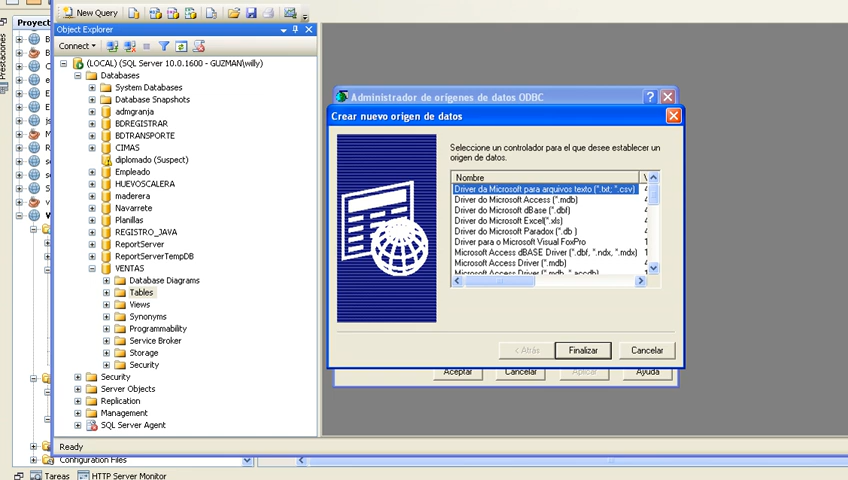 New Query
Proyec
Object Explorer
Connect
(LOCAL) (SQL Server 10.0.1600 - GUZMAN\willy)
Databases
System Databases
Database Snapshots
admgranja
BDREGISTRAR
BDTRANSPORTE
CIMAS
diplomado (Suspect)
Empleado
HUEVOSCALERA
maderera
Navarrete
Planillas
REGISTRO_JAVA
ReportServer
ReportServerTempDB
VENTAS
Database Diagrams
Tables
Views
Synonyms
Programmability
Service Broker
Storage
Security
Security
Server Objects
Replication
Management
SQL Server Agent
Ready
Prestaciones
Administrador de orígenes de datos ODBC
Crear nuevo origen de datos
Seleccione un controlador para el que desee establecer un
origen de datos.
Nombre
Driver da Microsoft para arquivos texto (*.txt; *.csv)
Driver do Microsoft Access (*.mdb)
Driver do Microsoft dBase (*.dbf)
Driver do Microsoft Excel(*.xls)
Driver do Microsoft Paradox (*.db )
Driver para o Microsoft Visual FoxPro
Microsoft Access dBASE Driver (*.dbf, *.ndx, *.mdx)
Microsoft Access Driver (*.mdb)
Microsoft Access Driver (*.mdb, *.accdb)
< Atrás
Finalizar
Cancelar
Aceptar
Cancelar
Aplicar
Ayuda
Configuration Files
Tareas
HTTP Server Monitor